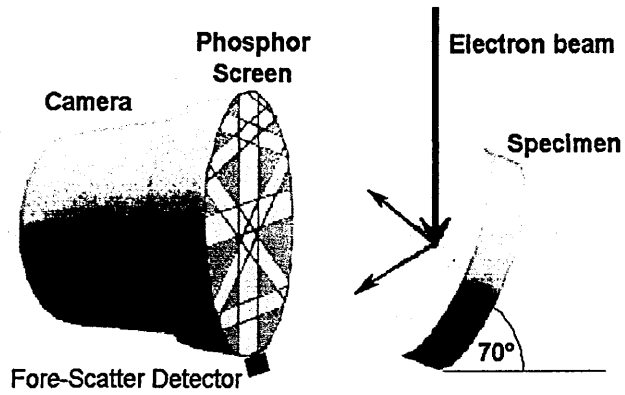 Phosphor
Screen
Electron beam
Camera
Specimen
70°
Fore-Scatter Detector